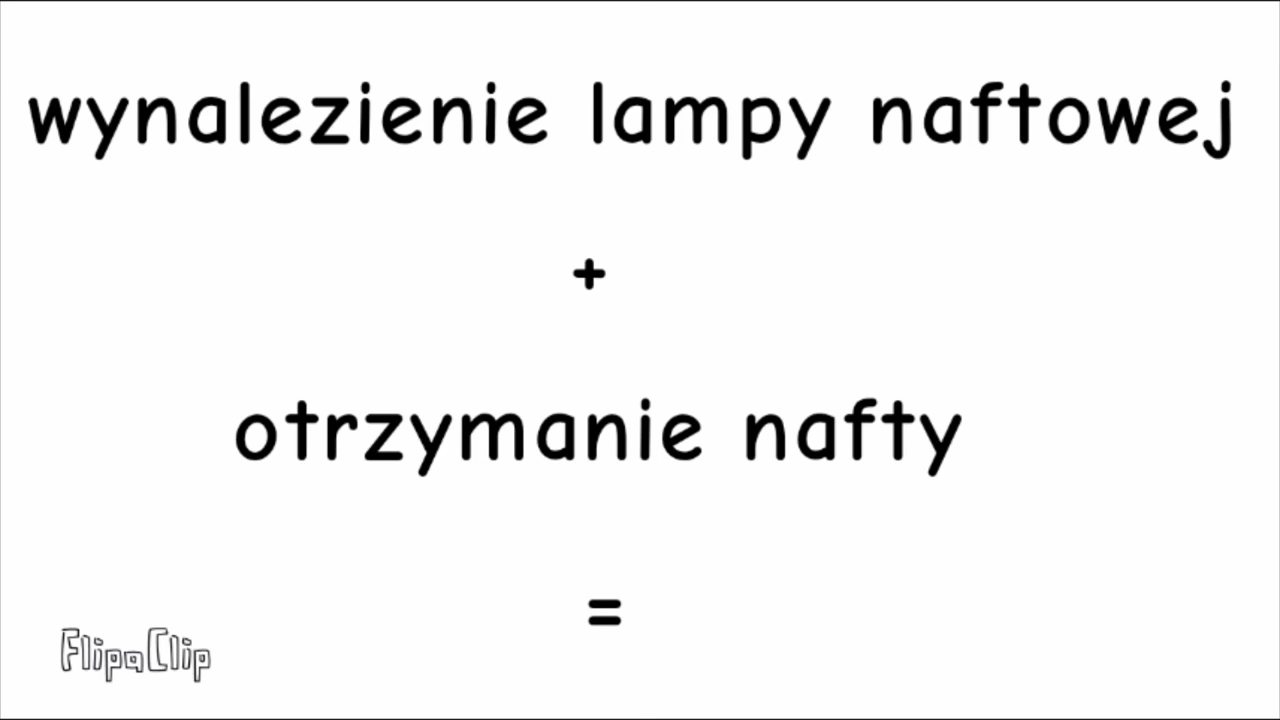 wynalezienie lampy naftowej
+
otrzymanie nafty
=
FlipaClip